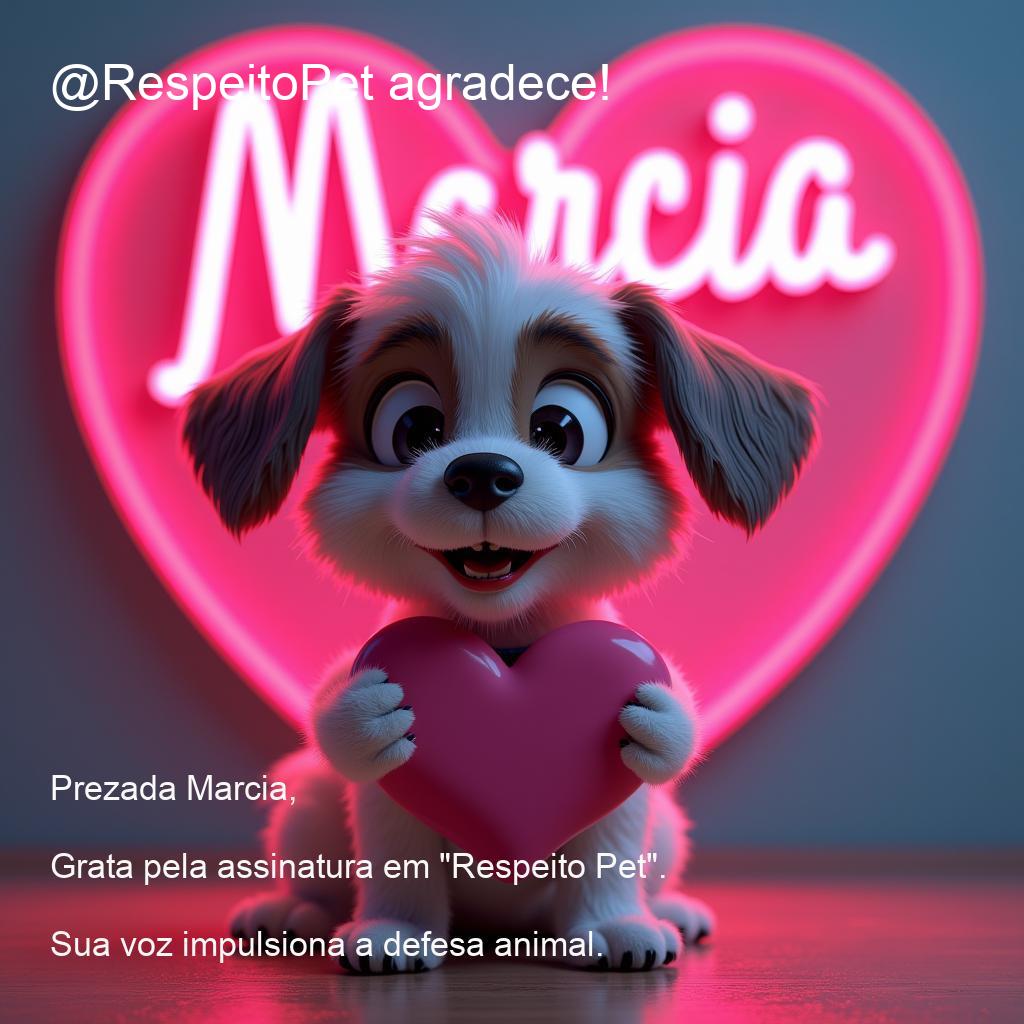 @RespeitoPet agradece!
Marcia
Prezada Marcia,
Grata pela assinatura em "Respeito Pet".
Sua voz impulsiona a defesa animal.